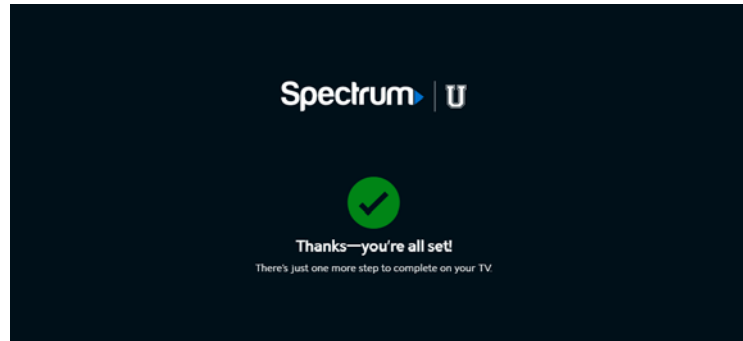 Spectrum U
Thanks—you're all set!
There's just one more step to complete on your TV.